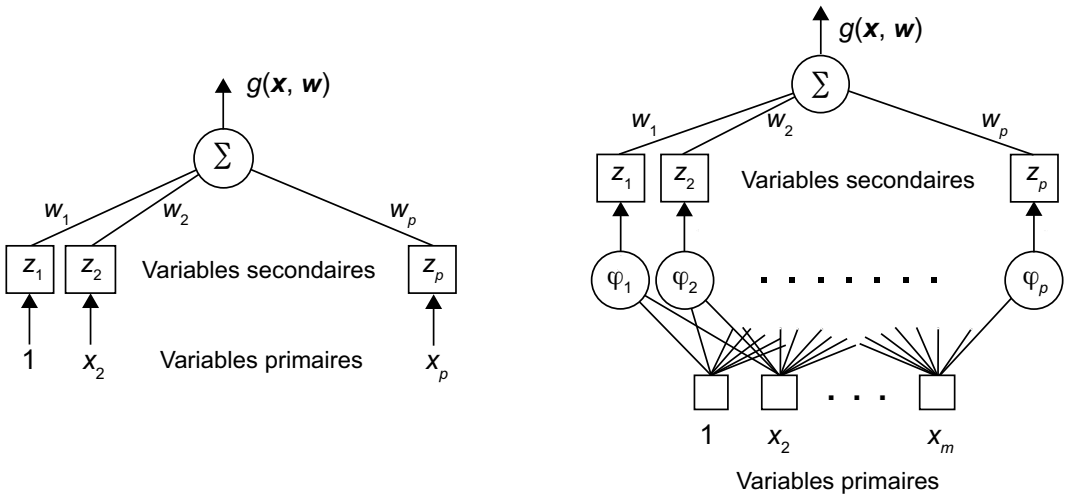 g(x, w)
Σ
w1 w2 wp
z1 z2 Variables secondaires zp
1 x2 Variables primaires xp
g(x, w)
Σ
w1 w2 wp
z1 z2 Variables secondaires zp
φ1 φ2 . . . . . . . φp
. . .
1 x2 xm
Variables primaires